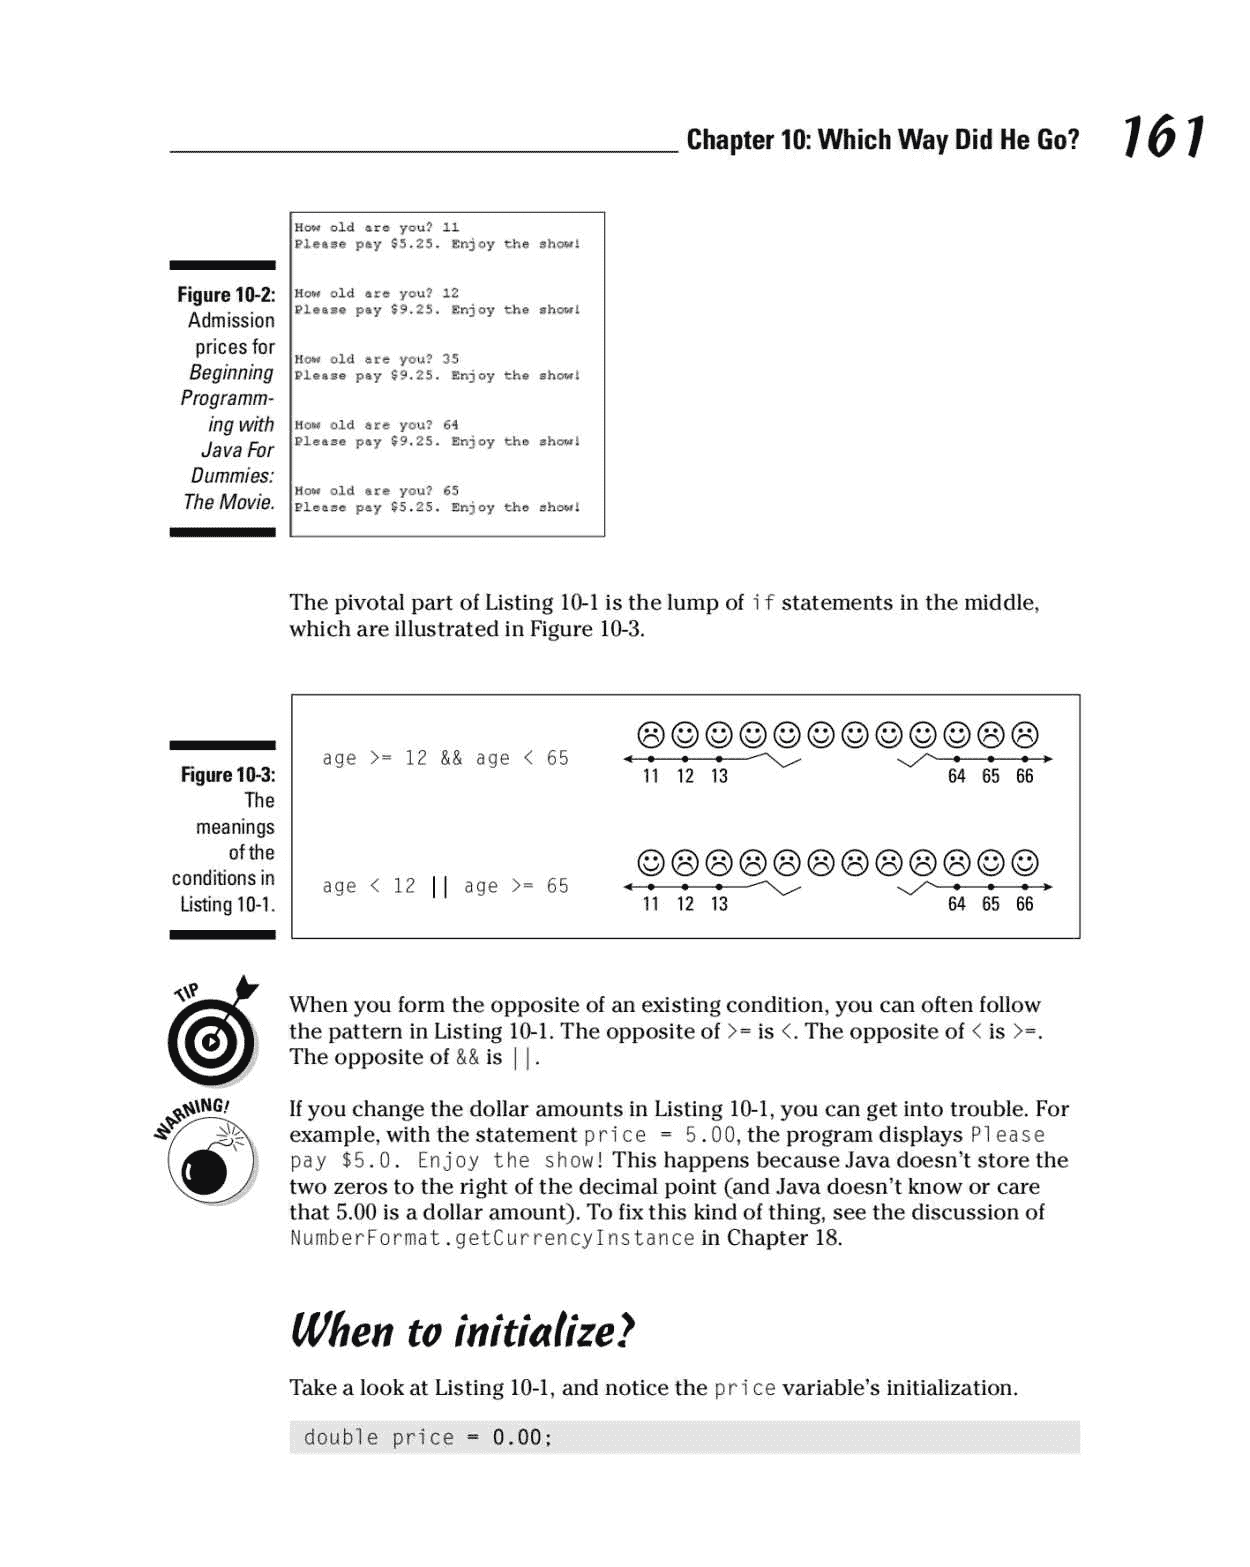 Chapter 10: Which Way Did He Go? 161
How old are you? 11
Please pay $5.25. Enjoy the show!
How old are you? 12
Please pay $9.25. Enjoy the show!
How old are you? 35
Please pay $9.25. Enjoy the show!
How old are you? 64
Please pay $9.25. Enjoy the show!
How old are you? 65
Please pay $5.25. Enjoy the show!
Figure 10-2:
Admission
prices for
Beginning
Programm-
ing with
Java For
Dummies:
The Movie.
The pivotal part of Listing 10-1 is the lump of if statements in the middle,
which are illustrated in Figure 10-3.
age >= 12 && age < 65
11 12 13 64 65 66
age < 12 || age >= 65
11 12 13 64 65 66
Figure 10-3:
The
meanings
of the
conditions in
Listing 10-1.
TIP
When you form the opposite of an existing condition, you can often follow
the pattern in Listing 10-1. The opposite of >= is <. The opposite of < is >=.
The opposite of && is ||.
WARNING!
If you change the dollar amounts in Listing 10-1, you can get into trouble. For
example, with the statement price = 5.00, the program displays Please
pay $5.0. Enjoy the show! This happens because Java doesn't store the
two zeros to the right of the decimal point (and Java doesn't know or care
that 5.00 is a dollar amount). To fix this kind of thing, see the discussion of
NumberFormat.getCurrencyInstance in Chapter 18.
When to initialize?
Take a look at Listing 10-1, and notice the price variable's initialization.
double price = 0.00;